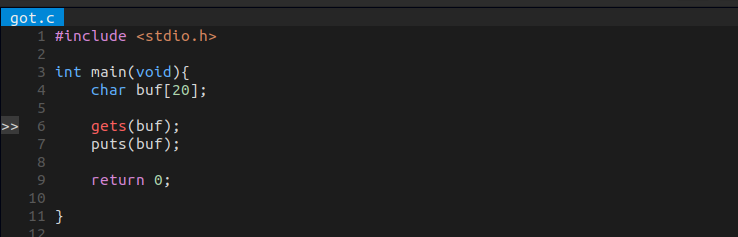 got.c
1 #include <stdio.h>
2
3 int main(void){
4     char buf[20];
5
>> 6     gets(buf);
7     puts(buf);
8
9     return 0;
10
11 }
12